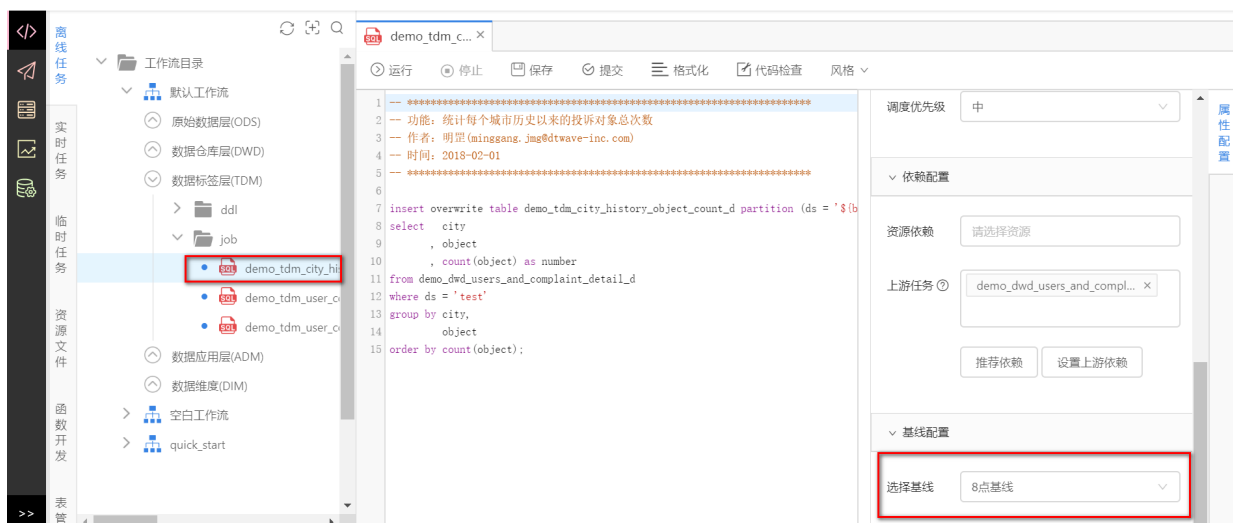 离线任务
实时任务
临时任务
资源文件
函数开发
表管
>>
工作流目录
默认工作流
原始数据层(ODS)
数据仓库层(DWD)
数据标签层(TDM)
ddl
job
demo_tdm_city_his
demo_tdm_user_co
demo_tdm_user_co
数据应用层(ADM)
数据维度(DIM)
空白工作流
quick_start
demo_tdm_c... ×
运行 停止 保存 提交 格式化 代码检查 风格
1 -- **********************************************************************
2 -- 功能：统计每个城市历史以来的投诉对象总次数
3 -- 作者：明罡(minggang.jmg@dtwave-inc.com)
4 -- 时间：2018-02-01
5 -- **********************************************************************
6
7 insert overwrite table demo_tdm_city_history_object_count_d partition (ds = '${b
8 select city
9 , object
10 , count(object) as number
11 from demo_dwd_users_and_complaint_detail_d
12 where ds = 'test'
13 group by city,
14 object
15 order by count(object);
调度优先级 中
依赖配置
资源依赖 请选择资源
上游任务 demo_dwd_users_and_compl... ×
推荐依赖 设置上游依赖
基线配置
选择基线 8点基线
属性配置